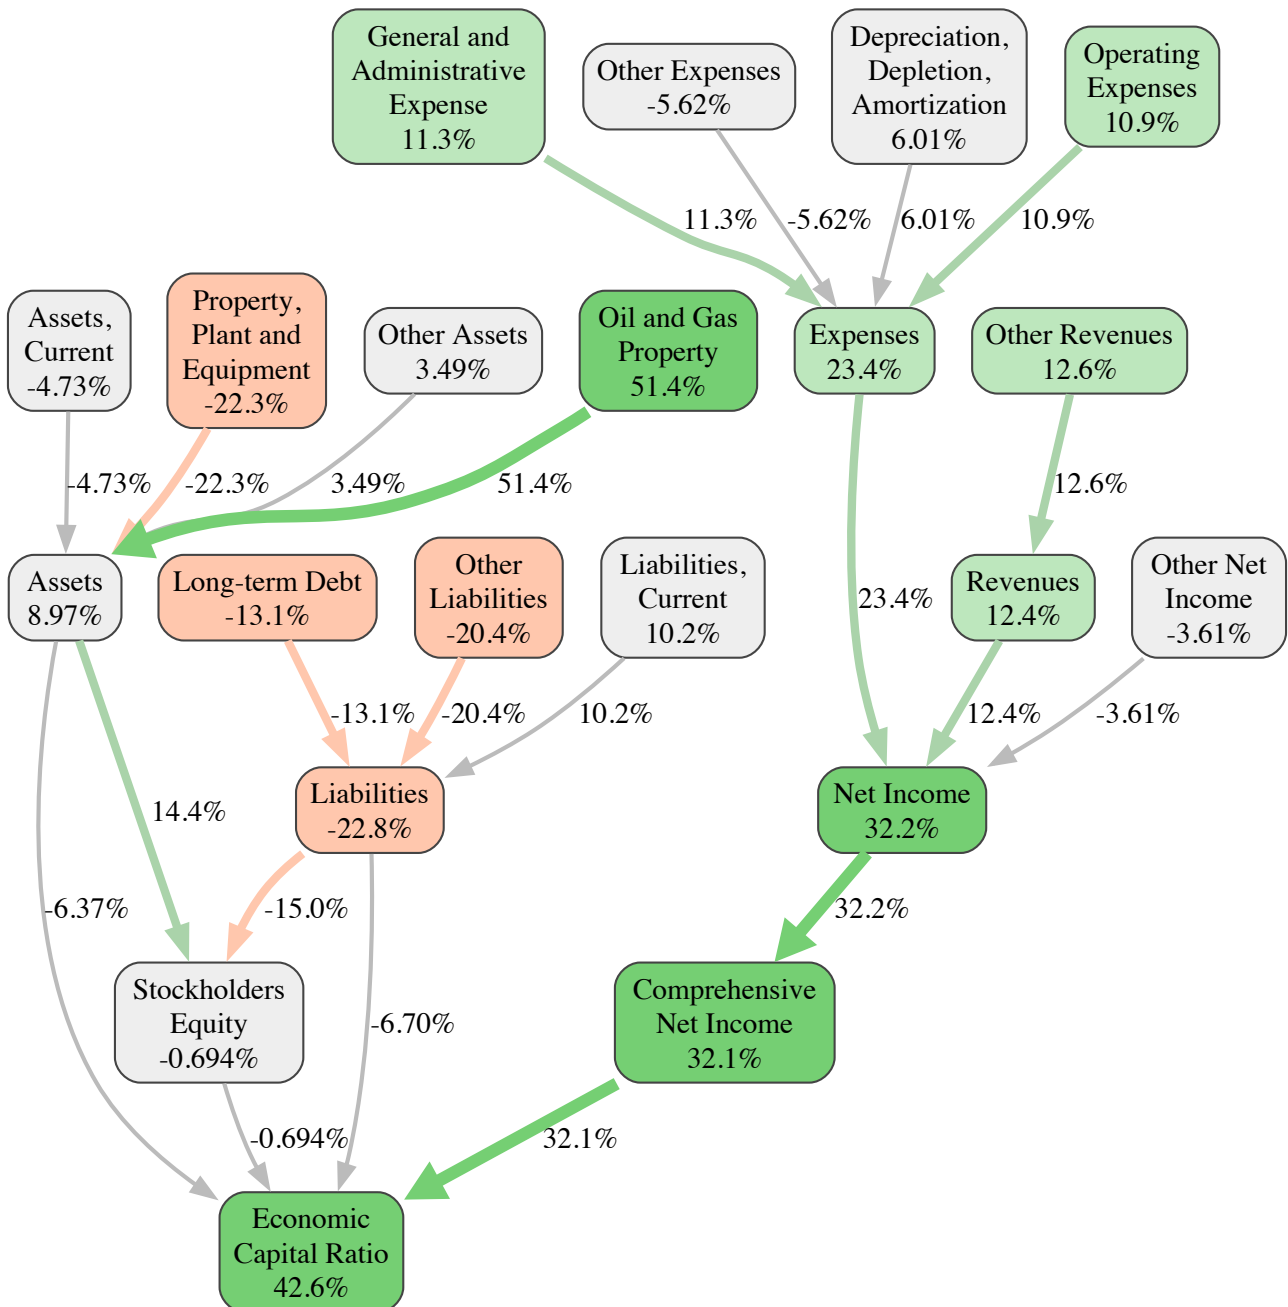 General and
Administrative
Expense
11.3%
Other Expenses
-5.62%
Depreciation,
Depletion,
Amortization
6.01%
Operating
Expenses
10.9%
11.3%
-5.62%
6.01%
10.9%
Assets,
Current
-4.73%
Property,
Plant and
Equipment
-22.3%
Other Assets
3.49%
Oil and Gas
Property
51.4%
Expenses
23.4%
Other Revenues
12.6%
-4.73%
-22.3%
3.49%
51.4%
12.6%
Assets
8.97%
Long-term Debt
-13.1%
Other
Liabilities
-20.4%
Liabilities,
Current
10.2%
23.4%
Revenues
12.4%
Other Net
Income
-3.61%
-13.1%
-20.4%
10.2%
12.4%
-3.61%
14.4%
Liabilities
-22.8%
Net Income
32.2%
-6.37%
-15.0%
32.2%
Stockholders
Equity
-0.694%
-6.70%
Comprehensive
Net Income
32.1%
-0.694%
32.1%
Economic
Capital Ratio
42.6%